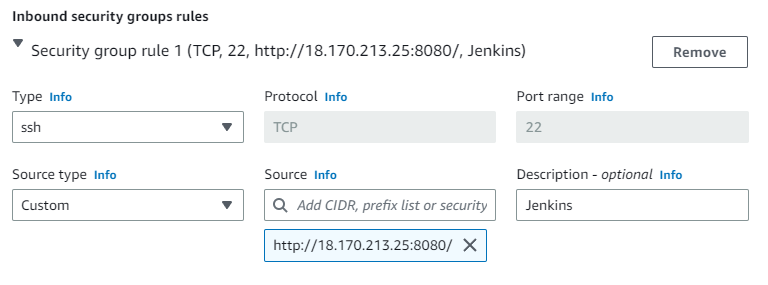 Inbound security groups rules
Security group rule 1 (TCP, 22, http://18.170.213.25:8080/, Jenkins)
Remove
Type Info
Protocol Info
Port range Info
ssh
TCP
22
Source type Info
Source Info
Description - optional Info
Custom
Add CIDR, prefix list or security
Jenkins
http://18.170.213.25:8080/